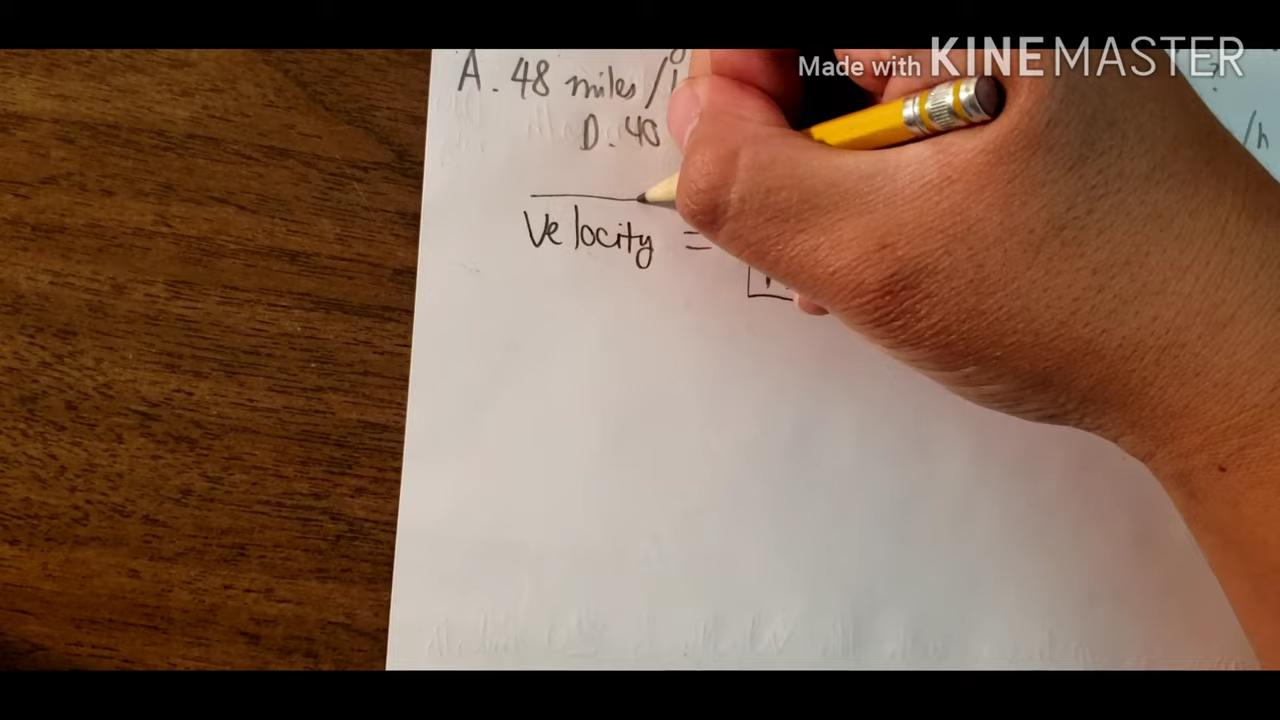 Made with KINEMASTER
A. 48 miles/
D. 40
/h
Velocity =